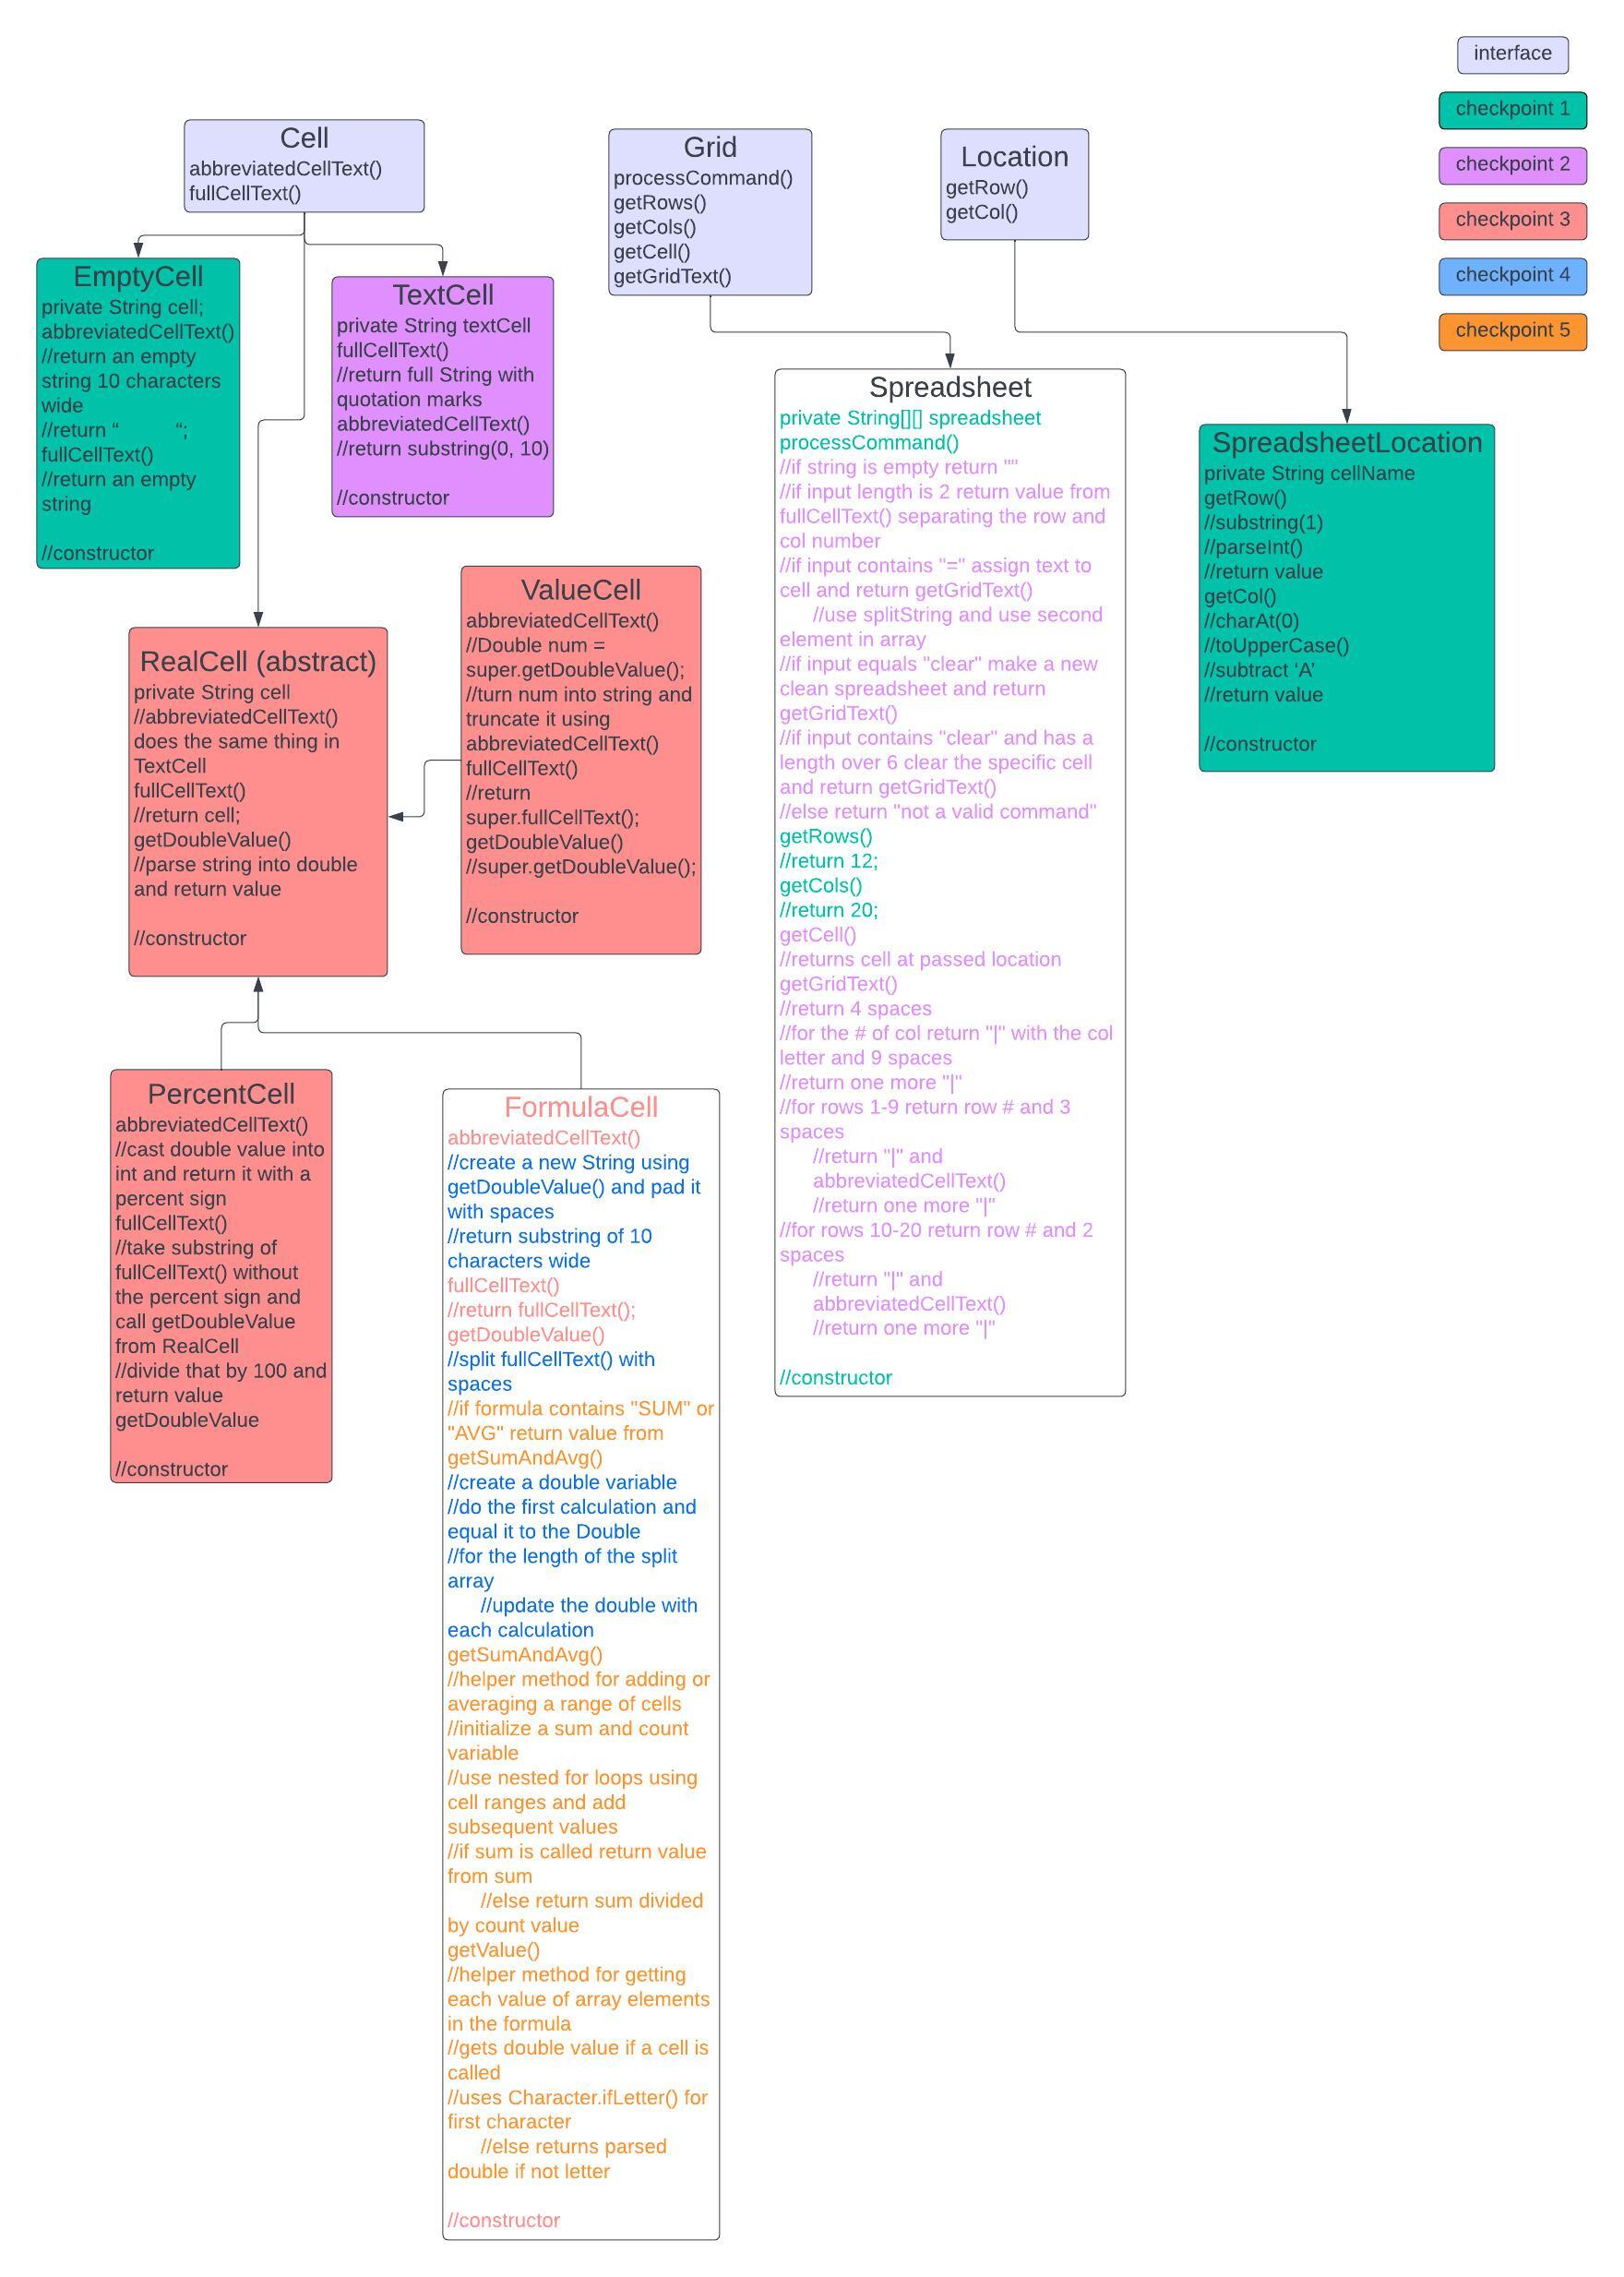 interface
checkpoint 1
checkpoint 2
checkpoint 3
checkpoint 4
checkpoint 5
Cell
abbreviatedCellText()
fullCellText()
Grid
processCommand()
getRows()
getCols()
getCell()
getGridText()
Location
getRow()
getCol()
EmptyCell
private String cell;
abbreviatedCellText()
//return an empty
string 10 characters
wide
//return “          “;
fullCellText()
//return an empty
string
//constructor
TextCell
private String textCell
fullCellText()
//return full String with
quotation marks
abbreviatedCellText()
//return substring(0, 10)
//constructor
Spreadsheet
private String[][] spreadsheet
processCommand()
//if string is empty return ""
//if input length is 2 return value from
fullCellText() separating the row and
col number
//if input contains "=" assign text to
cell and return getGridText()
//use splitString and use second
element in array
//if input equals "clear" make a new
clean spreadsheet and return
getGridText()
//if input contains "clear" and has a
length over 6 clear the specific cell
and return getGridText()
//else return "not a valid command"
getRows()
//return 12;
getCols()
//return 20;
getCell()
//returns cell at passed location
getGridText()
//return 4 spaces
//for the # of col return "|" with the col
letter and 9 spaces
//return one more "|"
//for rows 1-9 return row # and 3
spaces
//return "|" and
abbreviatedCellText()
//return one more "|"
//for rows 10-20 return row # and 2
spaces
//return "|" and
abbreviatedCellText()
//return one more "|"
//constructor
SpreadsheetLocation
private String cellName
getRow()
//substring(1)
//parseInt()
//return value
getCol()
//charAt(0)
//toUpperCase()
//subtract ‘A’
//return value
//constructor
ValueCell
abbreviatedCellText()
//Double num =
super.getDoubleValue();
//turn num into string and
truncate it using
abbreviatedCellText()
fullCellText()
//return
super.fullCellText();
getDoubleValue()
//super.getDoubleValue();
//constructor
RealCell (abstract)
private String cell
//abbreviatedCellText()
does the same thing in
TextCell
fullCellText()
//return cell;
getDoubleValue()
//parse string into double
and return value
//constructor
PercentCell
abbreviatedCellText()
//cast double value into
int and return it with a
percent sign
fullCellText()
//take substring of
fullCellText() without
the percent sign and
call getDoubleValue
from RealCell
//divide that by 100 and
return value
getDoubleValue
//constructor
FormulaCell
abbreviatedCellText()
//create a new String using
getDoubleValue() and pad it
with spaces
//return substring of 10
characters wide
fullCellText()
//return fullCellText();
getDoubleValue()
//split fullCellText() with
spaces
//if formula contains "SUM" or
"AVG" return value from
getSumAndAvg()
//create a double variable
//do the first calculation and
equal it to the Double
//for the length of the split
array
//update the double with
each calculation
getSumAndAvg()
//helper method for adding or
averaging a range of cells
//initialize a sum and count
variable
//use nested for loops using
cell ranges and add
subsequent values
//if sum is called return value
from sum
//else return sum divided
by count value
getValue()
//helper method for getting
each value of array elements
in the formula
//gets double value if a cell is
called
//uses Character.ifLetter() for
first character
//else returns parsed
double if not letter
//constructor